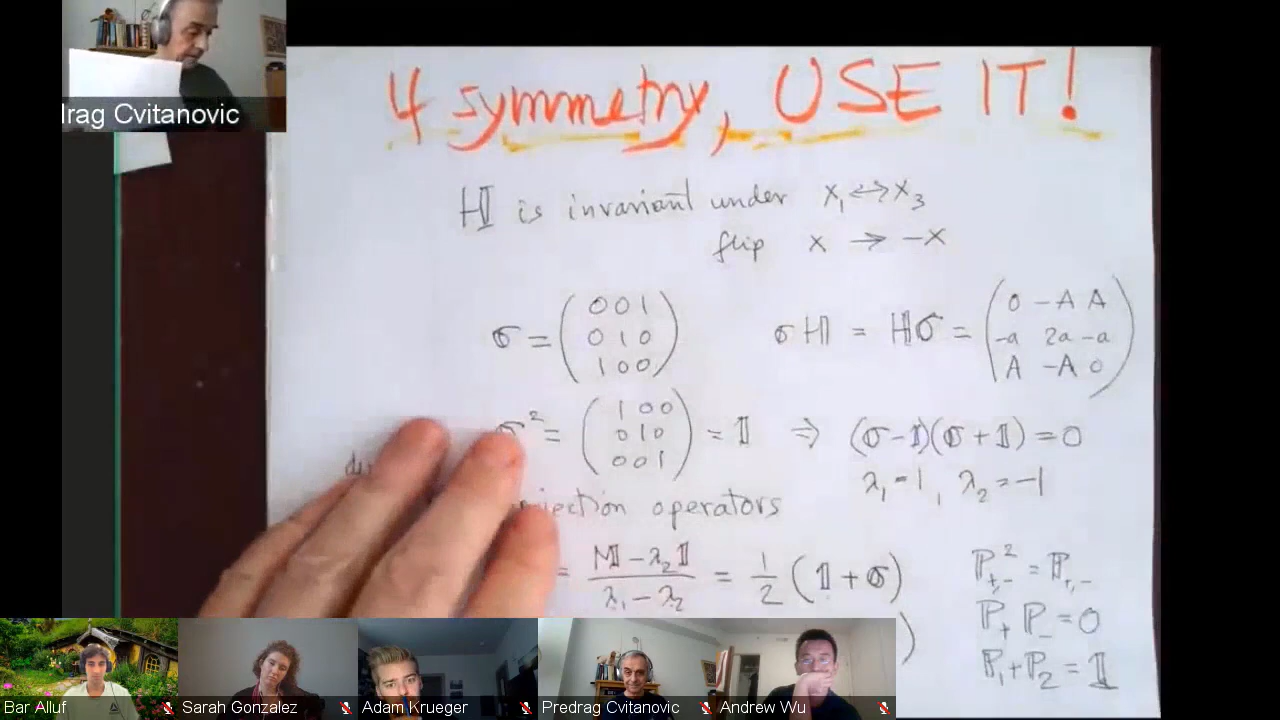 drag Cvitanovic
4 symmetry, USE IT!
ℍ is invariant under x₁ ↔ x₃
flip x → -x
σ = ( 0 0 1
0 1 0
1 0 0 )
σℍ = ℍσ = ( 0 -A A
-a 2a -a
A -A 0 )
σ² = ( 1 0 0
0 1 0
0 0 1 ) = 𝟙 ⇒ (σ-𝟙)(σ+𝟙) = 0
λ₁ = 1, λ₂ = -1
operators
= (𝕄 - λ₂𝟙)/(λ₁ - λ₂) = 1/2 (𝟙 + σ)
)
ℙ²₊,₋ = ℙ₊,₋
ℙ₊ℙ₋ = 0
ℙ₁ + ℙ₂ = 𝟙
Bar Alluf
Sarah Gonzalez
Adam Krueger
Predrag Cvitanovic
Andrew Wu